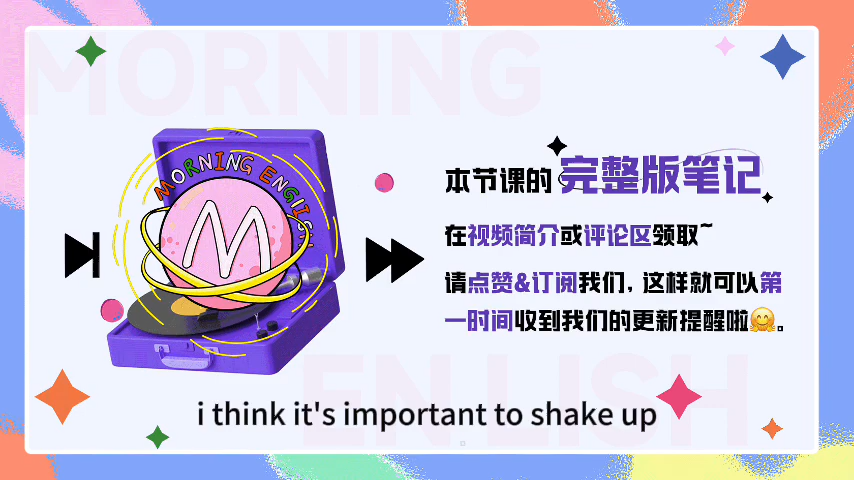 MORNING
MORNING ENGLISH
M
本节课的 完整版笔记
在视频简介或评论区领取~
请点赞&订阅我们，这样就可以第
一时间收到我们的更新提醒啦🤗。
EN LISH
i think it's important to shake up